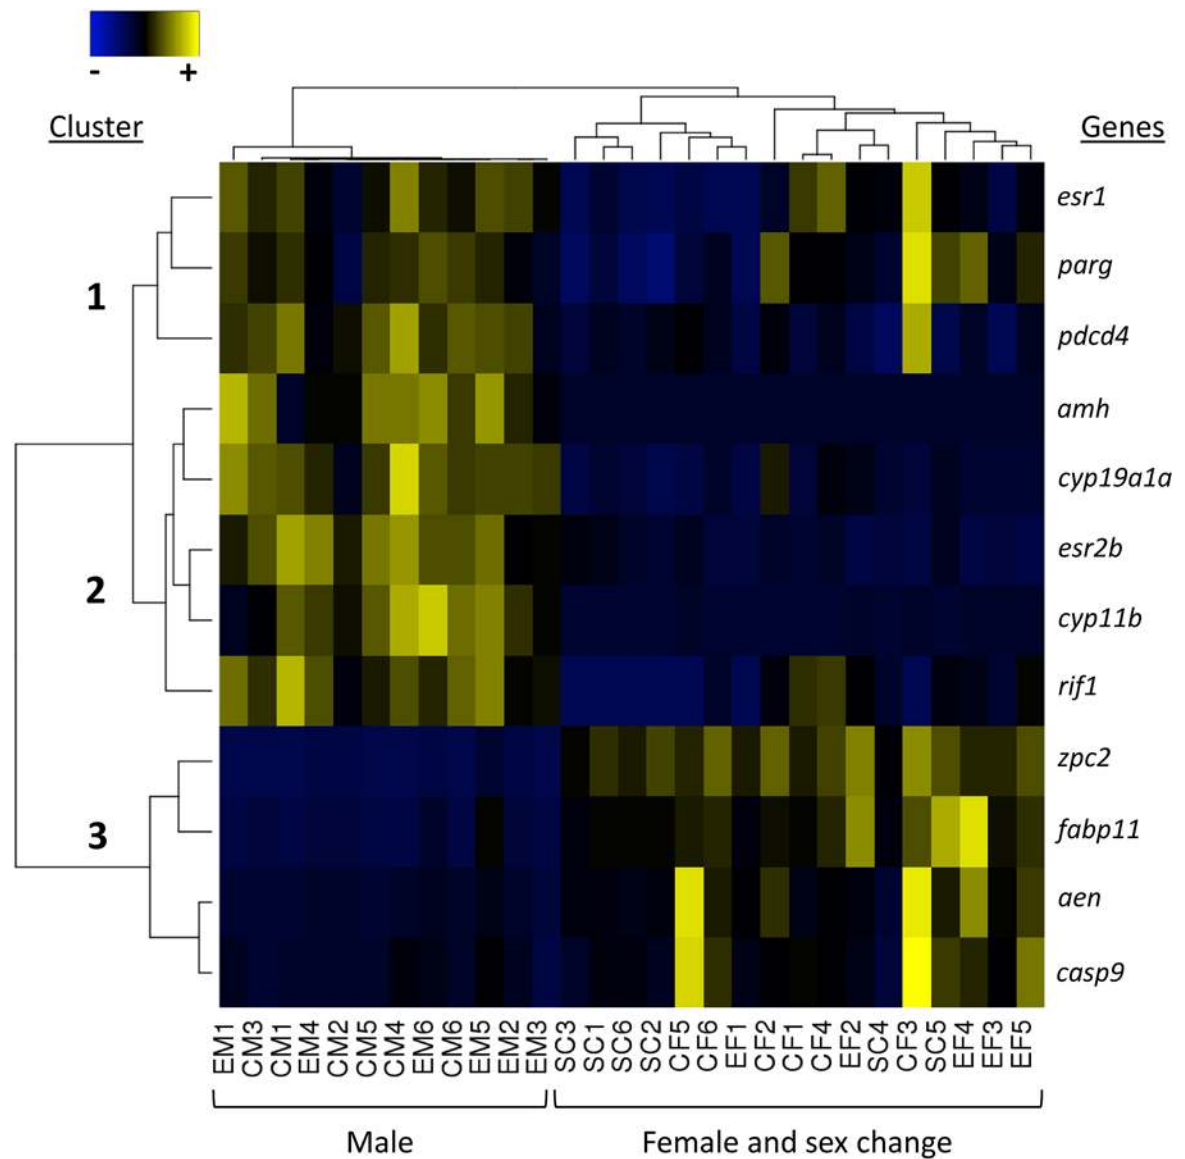 - +
Cluster
Genes
esr1
parg
1
pdcd4
amh
cyp19a1a
esr2b
2
cyp11b
rif1
zpc2
fabp11
3
aen
casp9
EM1 CM3 CM1 EM4 CM2 CM5 CM4 EM6 CM6 EM5 EM2 EM3 SC3 SC1 SC6 SC2 CF5 CF6 EF1 CF2 CF1 CF4 EF2 SC4 CF3 SC5 EF4 EF3 EF5
Male
Female and sex change